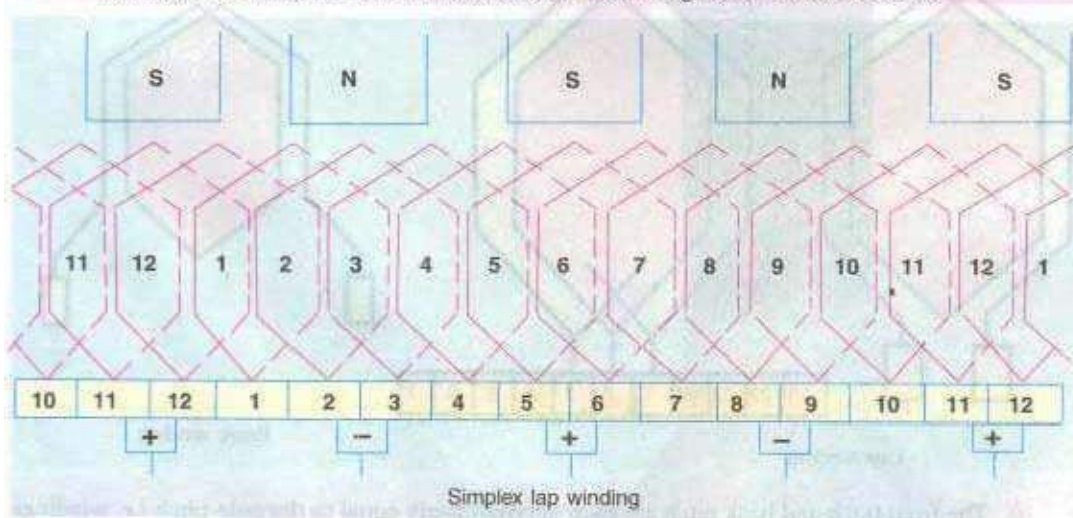 S N S N S
11 12 1 2 3 4 5 6 7 8 9 10 11 12 1
10 11 12 1 2 3 4 5 6 7 8 9 10 11 12
+ − + − +
Simplex lap winding